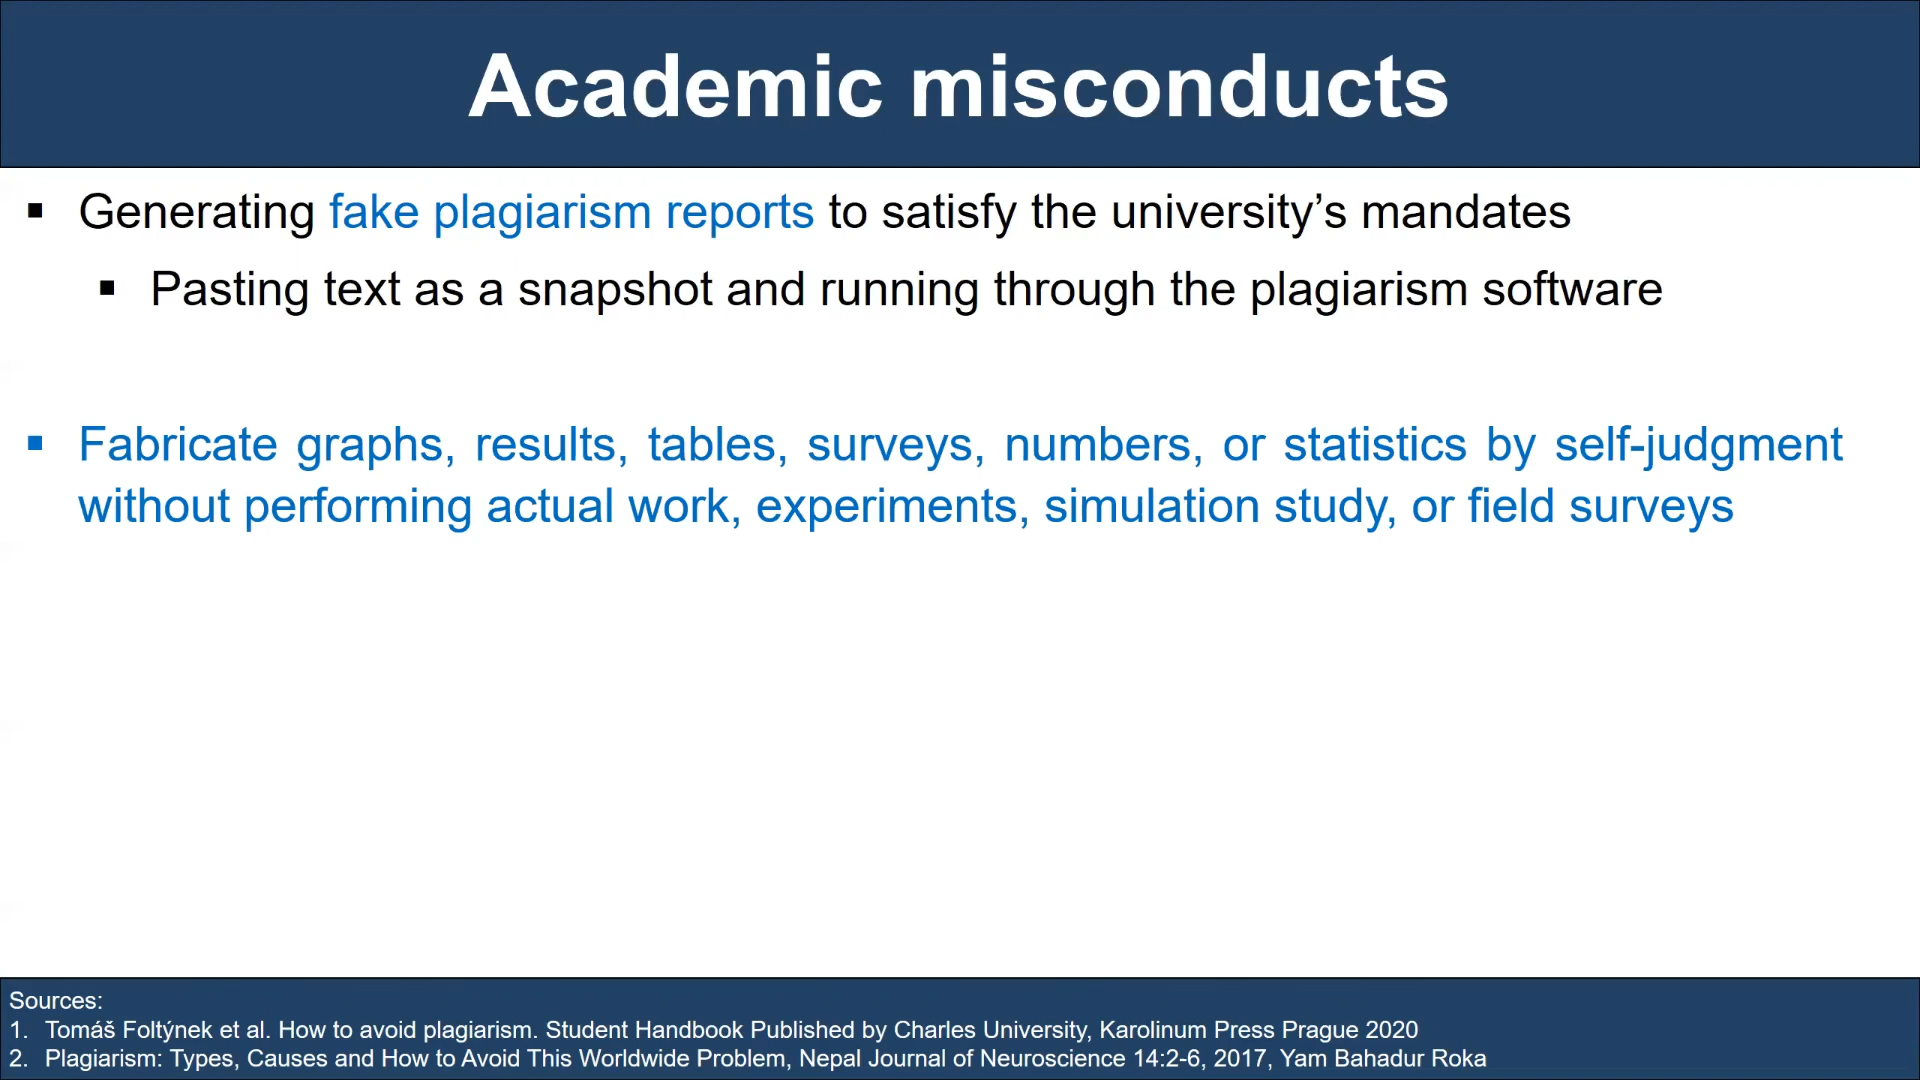 Academic misconducts
▪ Generating fake plagiarism reports to satisfy the university’s mandates
▪ Pasting text as a snapshot and running through the plagiarism software
▪ Fabricate graphs, results, tables, surveys, numbers, or statistics by self-judgment
without performing actual work, experiments, simulation study, or field surveys
Sources:
1. Tomáš Foltýnek et al. How to avoid plagiarism. Student Handbook Published by Charles University, Karolinum Press Prague 2020
2. Plagiarism: Types, Causes and How to Avoid This Worldwide Problem, Nepal Journal of Neuroscience 14:2-6, 2017, Yam Bahadur Roka